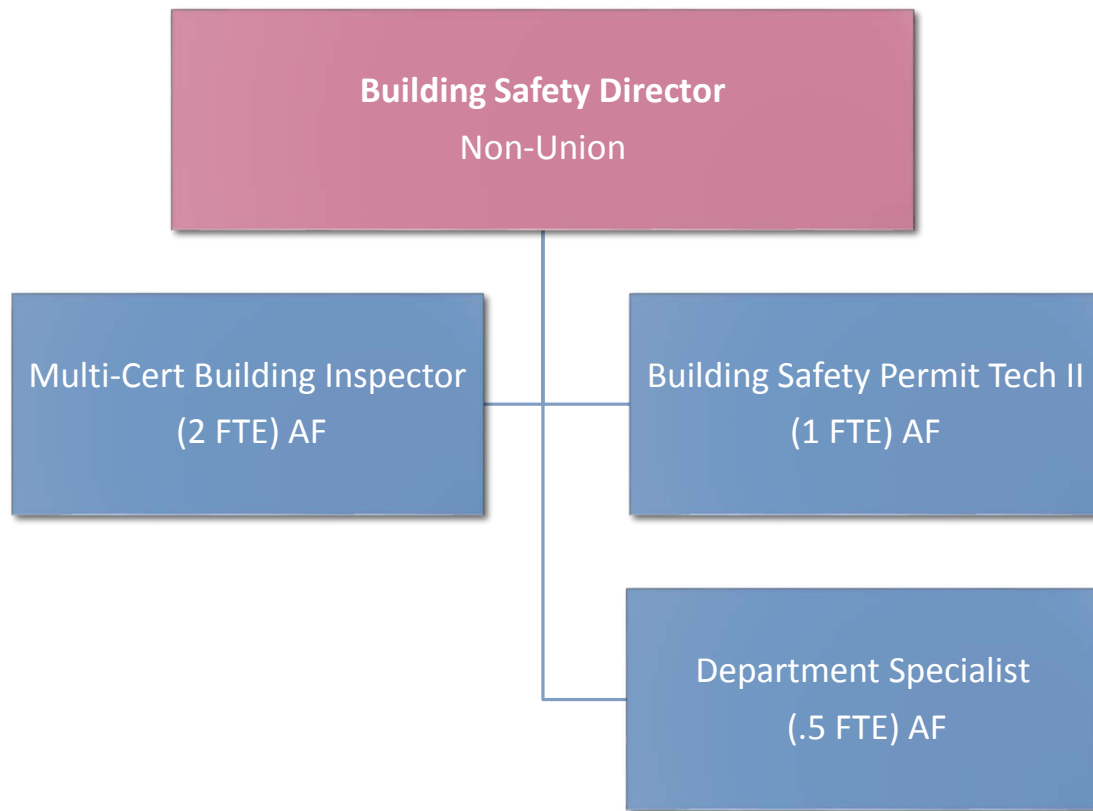 Building Safety Director
Non-Union
Multi-Cert Building Inspector
(2 FTE) AF
Building Safety Permit Tech II
(1 FTE) AF
Department Specialist
(.5 FTE) AF